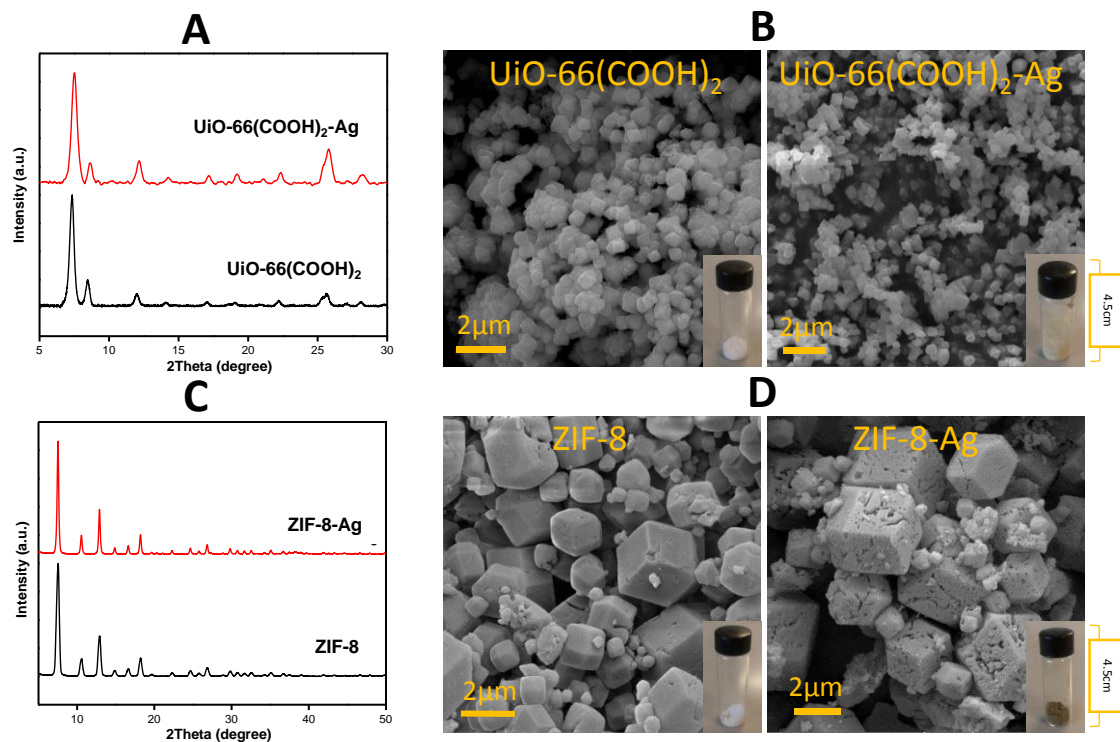 A
Intensity (a.u.)
UiO-66(COOH)₂-Ag
UiO-66(COOH)₂
5 10 15 20 25 30
2Theta (degree)
B
UiO-66(COOH)₂
2µm
UiO-66(COOH)₂-Ag
2µm
4.5cm
C
Intensity (a.u.)
ZIF-8-Ag
ZIF-8
10 20 30 40 50
2Theta (degree)
D
ZIF-8
2µm
ZIF-8-Ag
2µm
4.5cm